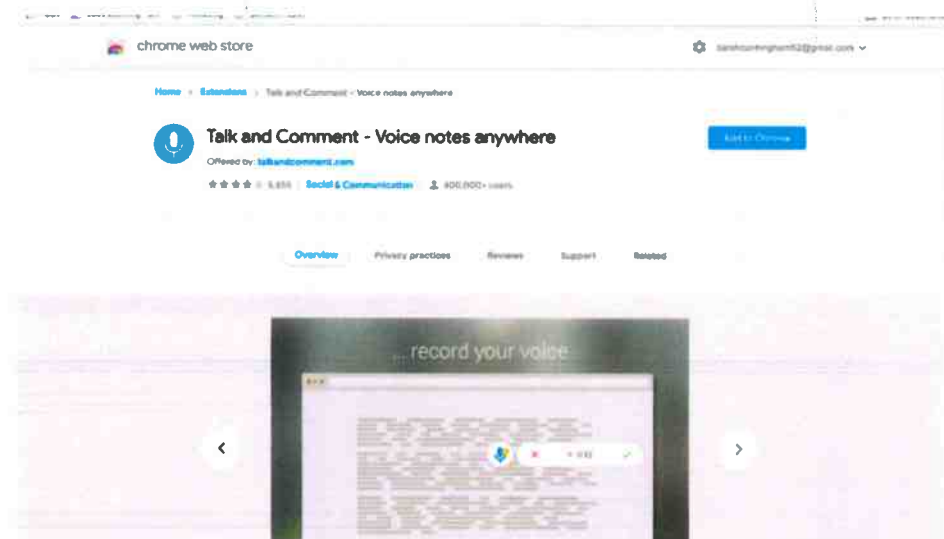 chrome web store
Home > Extensions > Talk and Comment - Voice notes anywhere
Talk and Comment - Voice notes anywhere
Add to Chrome
Offered by: talkandcomment.com
Social & Communication 400,000+ users
Overview Privacy practices Reviews Support Related
... record your voice